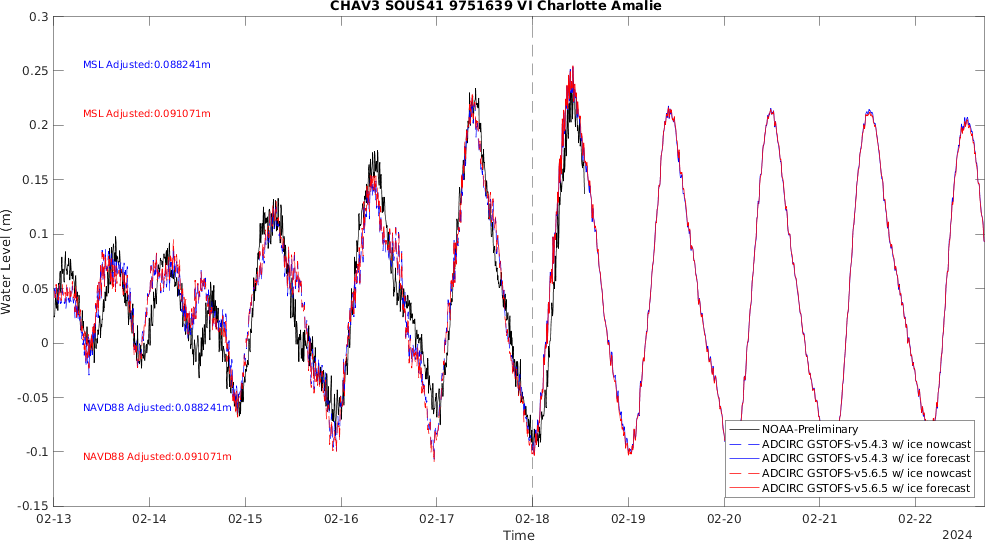 CHAV3 SOUS41 9751639 VI Charlotte Amalie
0.3
0.25
0.2
0.15
0.1
0.05
0
-0.05
-0.1
-0.15
Water Level (m)
MSL Adjusted:0.088241m
MSL Adjusted:0.091071m
NAVD88 Adjusted:0.088241m
NAVD88 Adjusted:0.091071m
NOAA-Preliminary
ADCIRC GSTOFS-v5.4.3 w/ ice nowcast
ADCIRC GSTOFS-v5.4.3 w/ ice forecast
ADCIRC GSTOFS-v5.6.5 w/ ice nowcast
ADCIRC GSTOFS-v5.6.5 w/ ice forecast
02-13 02-14 02-15 02-16 02-17 02-18 02-19 02-20 02-21 02-22
Time
2024